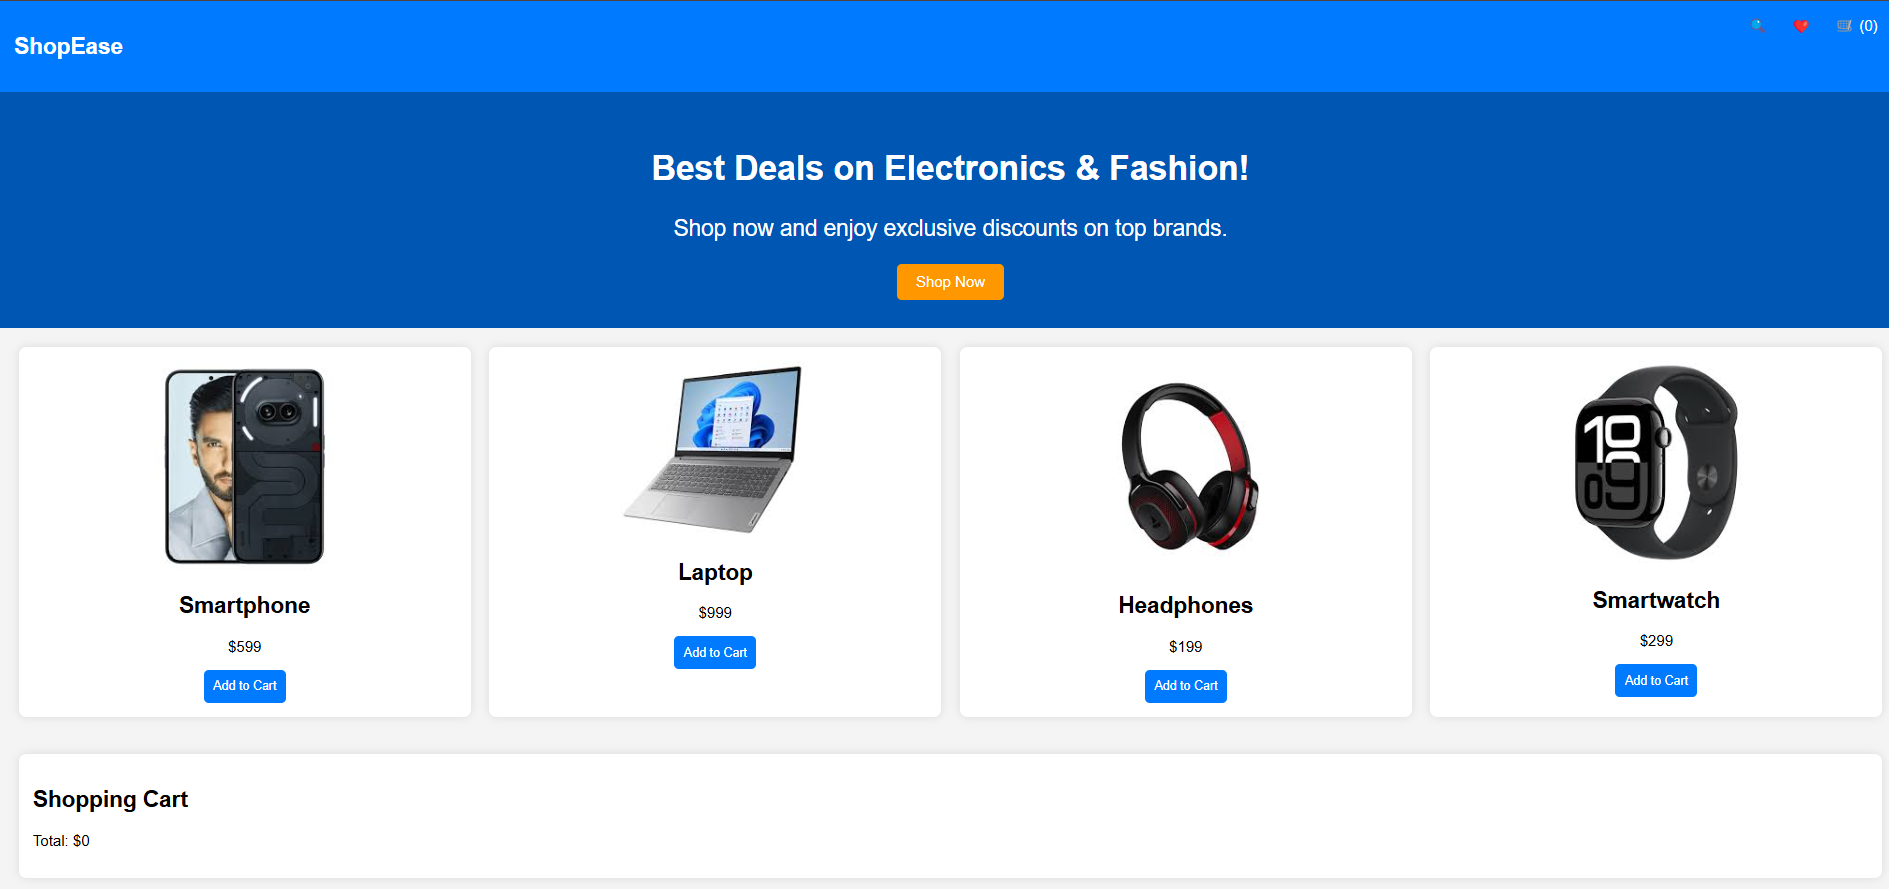 ShopEase
(0)
Best Deals on Electronics & Fashion!
Shop now and enjoy exclusive discounts on top brands.
Shop Now
10
09
Smartphone
$599
Add to Cart
Laptop
$999
Add to Cart
Headphones
$199
Add to Cart
Smartwatch
$299
Add to Cart
Shopping Cart
Total: $0